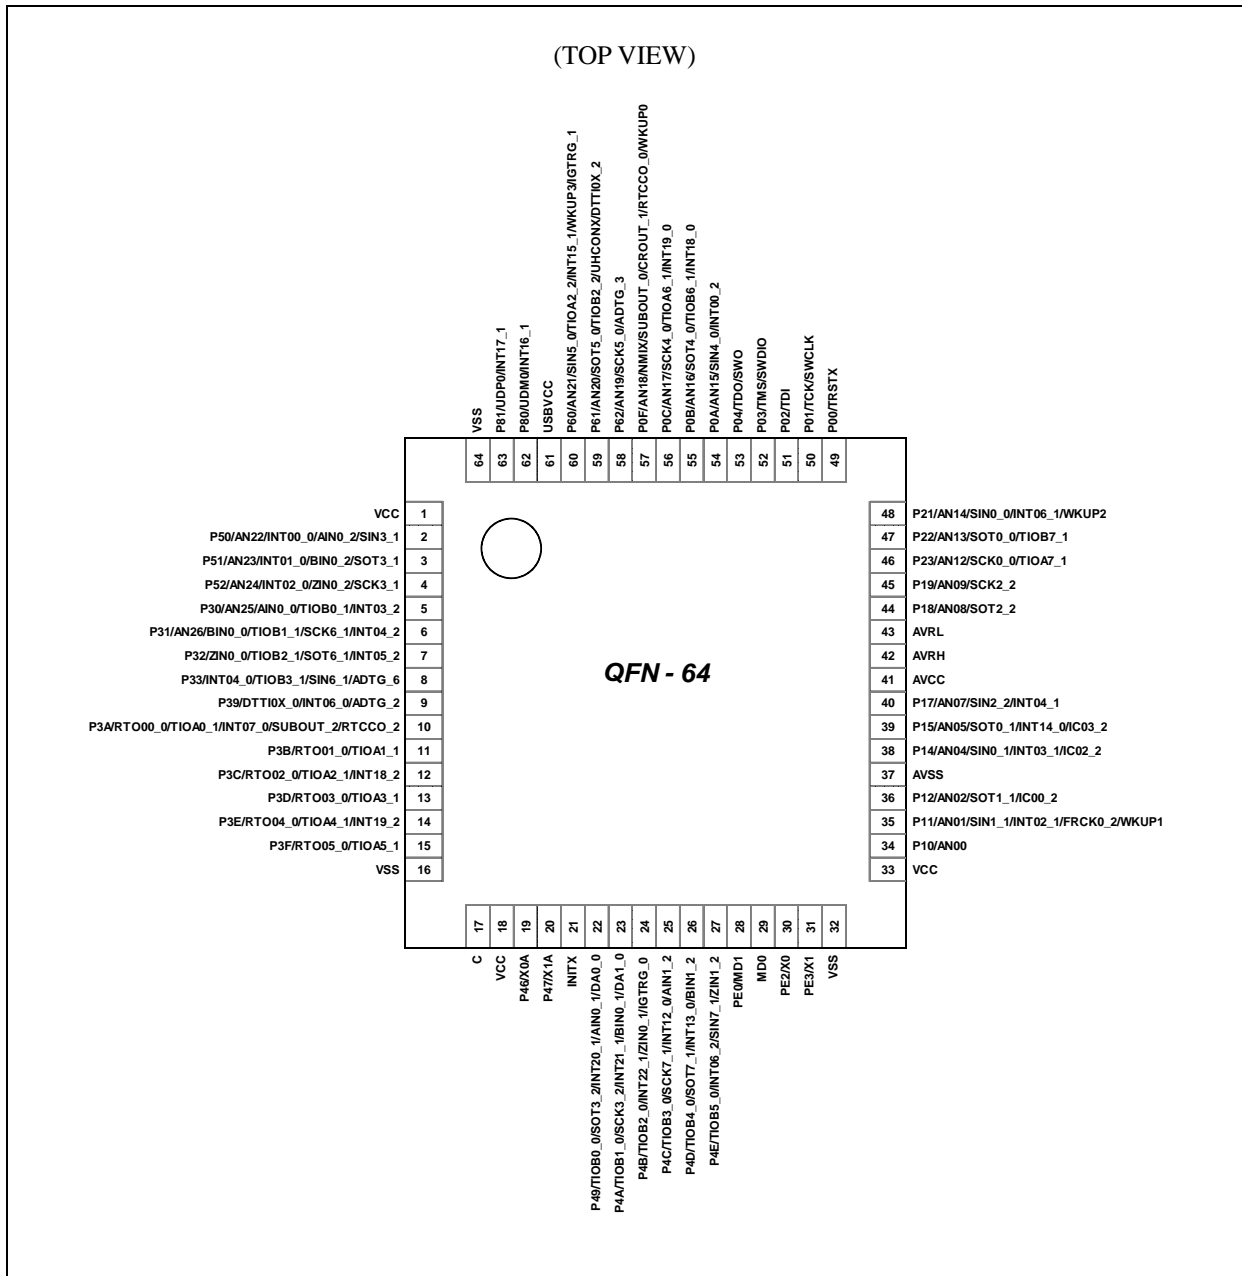 (TOP VIEW)
VSS
P81/UDP0/INT17_1
P80/UDM0/INT16_1
USBVCC
P60/AN21/SIN5_0/TIOA2_2/INT15_1/WKUP3/IGTRG_1
P61/AN20/SOT5_0/TIOB2_2/UHCONX/DTTI0X_2
P62/AN19/SCK5_0/ADTG_3
P0F/AN18/NMIX/SUBOUT_0/CROUT_1/RTCCO_0/WKUP0
P0C/AN17/SCK4_0/TIOA6_1/INT19_0
P0B/AN16/SOT4_0/TIOB6_1/INT18_0
P0A/AN15/SIN4_0/INT00_2
P04/TDO/SWO
P03/TMS/SWDIO
P02/TDI
P01/TCK/SWCLK
P00/TRSTX
64 63 62 61 60 59 58 57 56 55 54 53 52 51 50 49
VCC 1
P50/AN22/INT00_0/AIN0_2/SIN3_1 2
P51/AN23/INT01_0/BIN0_2/SOT3_1 3
P52/AN24/INT02_0/ZIN0_2/SCK3_1 4
P30/AN25/AIN0_0/TIOB0_1/INT03_2 5
P31/AN26/BIN0_0/TIOB1_1/SCK6_1/INT04_2 6
P32/ZIN0_0/TIOB2_1/SOT6_1/INT05_2 7
P33/INT04_0/TIOB3_1/SIN6_1/ADTG_6 8
P39/DTTI0X_0/INT06_0/ADTG_2 9
P3A/RTO00_0/TIOA0_1/INT07_0/SUBOUT_2/RTCCO_2 10
P3B/RTO01_0/TIOA1_1 11
P3C/RTO02_0/TIOA2_1/INT18_2 12
P3D/RTO03_0/TIOA3_1 13
P3E/RTO04_0/TIOA4_1/INT19_2 14
P3F/RTO05_0/TIOA5_1 15
VSS 16
QFN - 64
48 P21/AN14/SIN0_0/INT06_1/WKUP2
47 P22/AN13/SOT0_0/TIOB7_1
46 P23/AN12/SCK0_0/TIOA7_1
45 P19/AN09/SCK2_2
44 P18/AN08/SOT2_2
43 AVRL
42 AVRH
41 AVCC
40 P17/AN07/SIN2_2/INT04_1
39 P15/AN05/SOT0_1/INT14_0/IC03_2
38 P14/AN04/SIN0_1/INT03_1/IC02_2
37 AVSS
36 P12/AN02/SOT1_1/IC00_2
35 P11/AN01/SIN1_1/INT02_1/FRCK0_2/WKUP1
34 P10/AN00
33 VCC
17 18 19 20 21 22 23 24 25 26 27 28 29 30 31 32
C
VCC
P46/X0A
P47/X1A
INITX
P49/TIOB0_0/SOT3_2/INT20_1/AIN0_1/DA0_0
P4A/TIOB1_0/SCK3_2/INT21_1/BIN0_1/DA1_0
P4B/TIOB2_0/INT22_1/ZIN0_1/IGTRG_0
P4C/TIOB3_0/SCK7_1/INT12_0/AIN1_2
P4D/TIOB4_0/SOT7_1/INT13_0/BIN1_2
P4E/TIOB5_0/INT06_2/SIN7_1/ZIN1_2
PE0/MD1
MD0
PE2/X0
PE3/X1
VSS